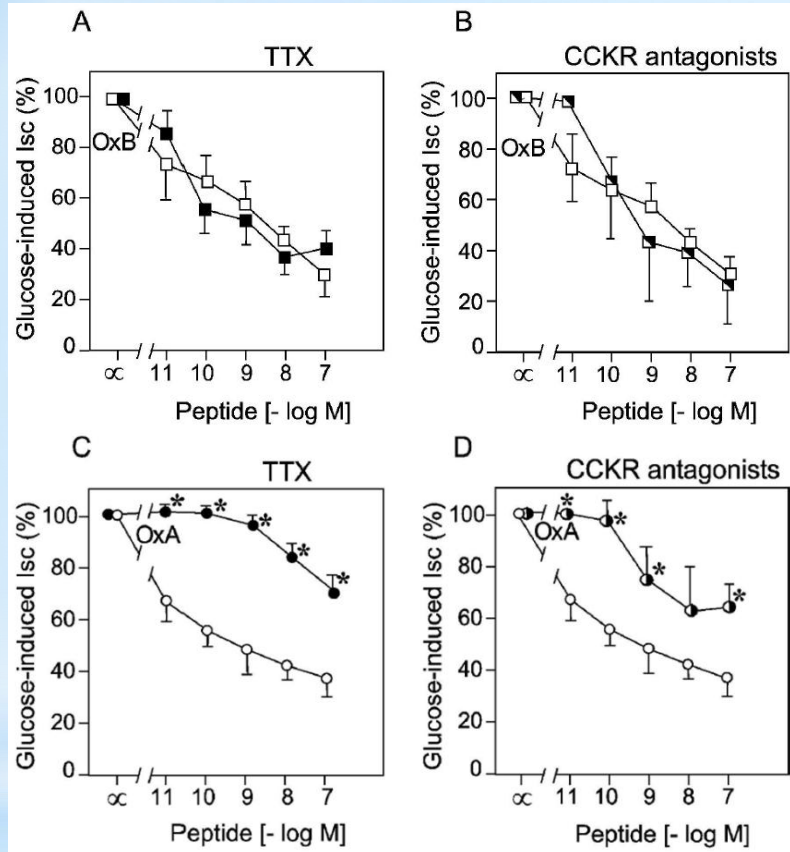 A
TTX
Glucose-induced Isc (%)
100
80
60
40
20
0
OxB
∝ 11 10 9 8 7
Peptide [- log M]
B
CCKR antagonists
Glucose-induced Isc (%)
100
80
60
40
20
0
OxB
∝ 11 10 9 8 7
Peptide [- log M]
C
TTX
Glucose-induced Isc (%)
100
80
60
40
20
0
OxA
* * * * *
∝ 11 10 9 8 7
Peptide [- log M]
D
CCKR antagonists
Glucose-induced Isc (%)
100
80
60
40
20
0
OxA
* * * *
∝ 11 10 9 8 7
Peptide [- log M]